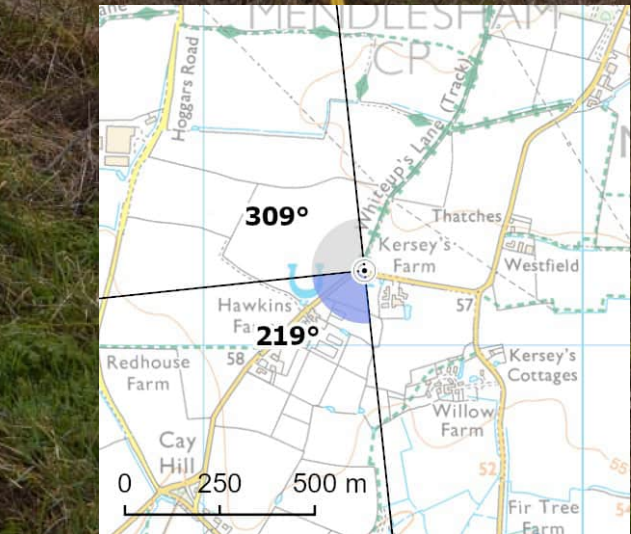 MENDLESHAM
CP
Hoggars Road
Whiteup's Lane (Track)
309°
Thatches
Kersey's
Farm
Westfield
57
Hawkins
219°
58
Redhouse
Farm
Kersey's
Cottages
Willow
Farm
Cay
Hill
52
0 250 500 m
Fir Tree
Farm